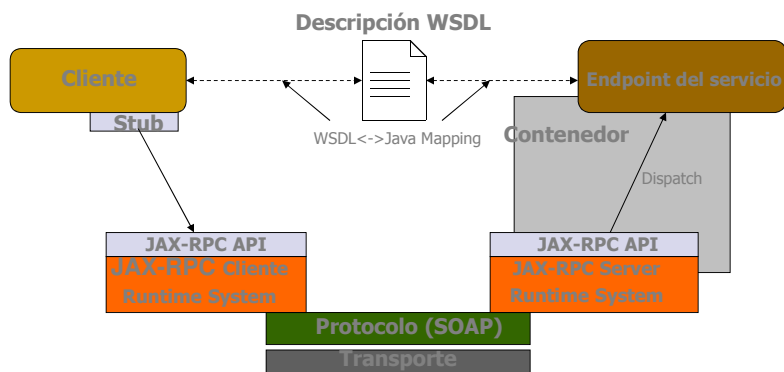 Descripción WSDL
Cliente
Endpoint del servicio
Stub
WSDL<->Java Mapping
Contenedor
Dispatch
JAX-RPC API
JAX-RPC API
JAX-RPC Cliente
Runtime System
JAX-RPC Server
Runtime System
Protocolo (SOAP)
Transporte